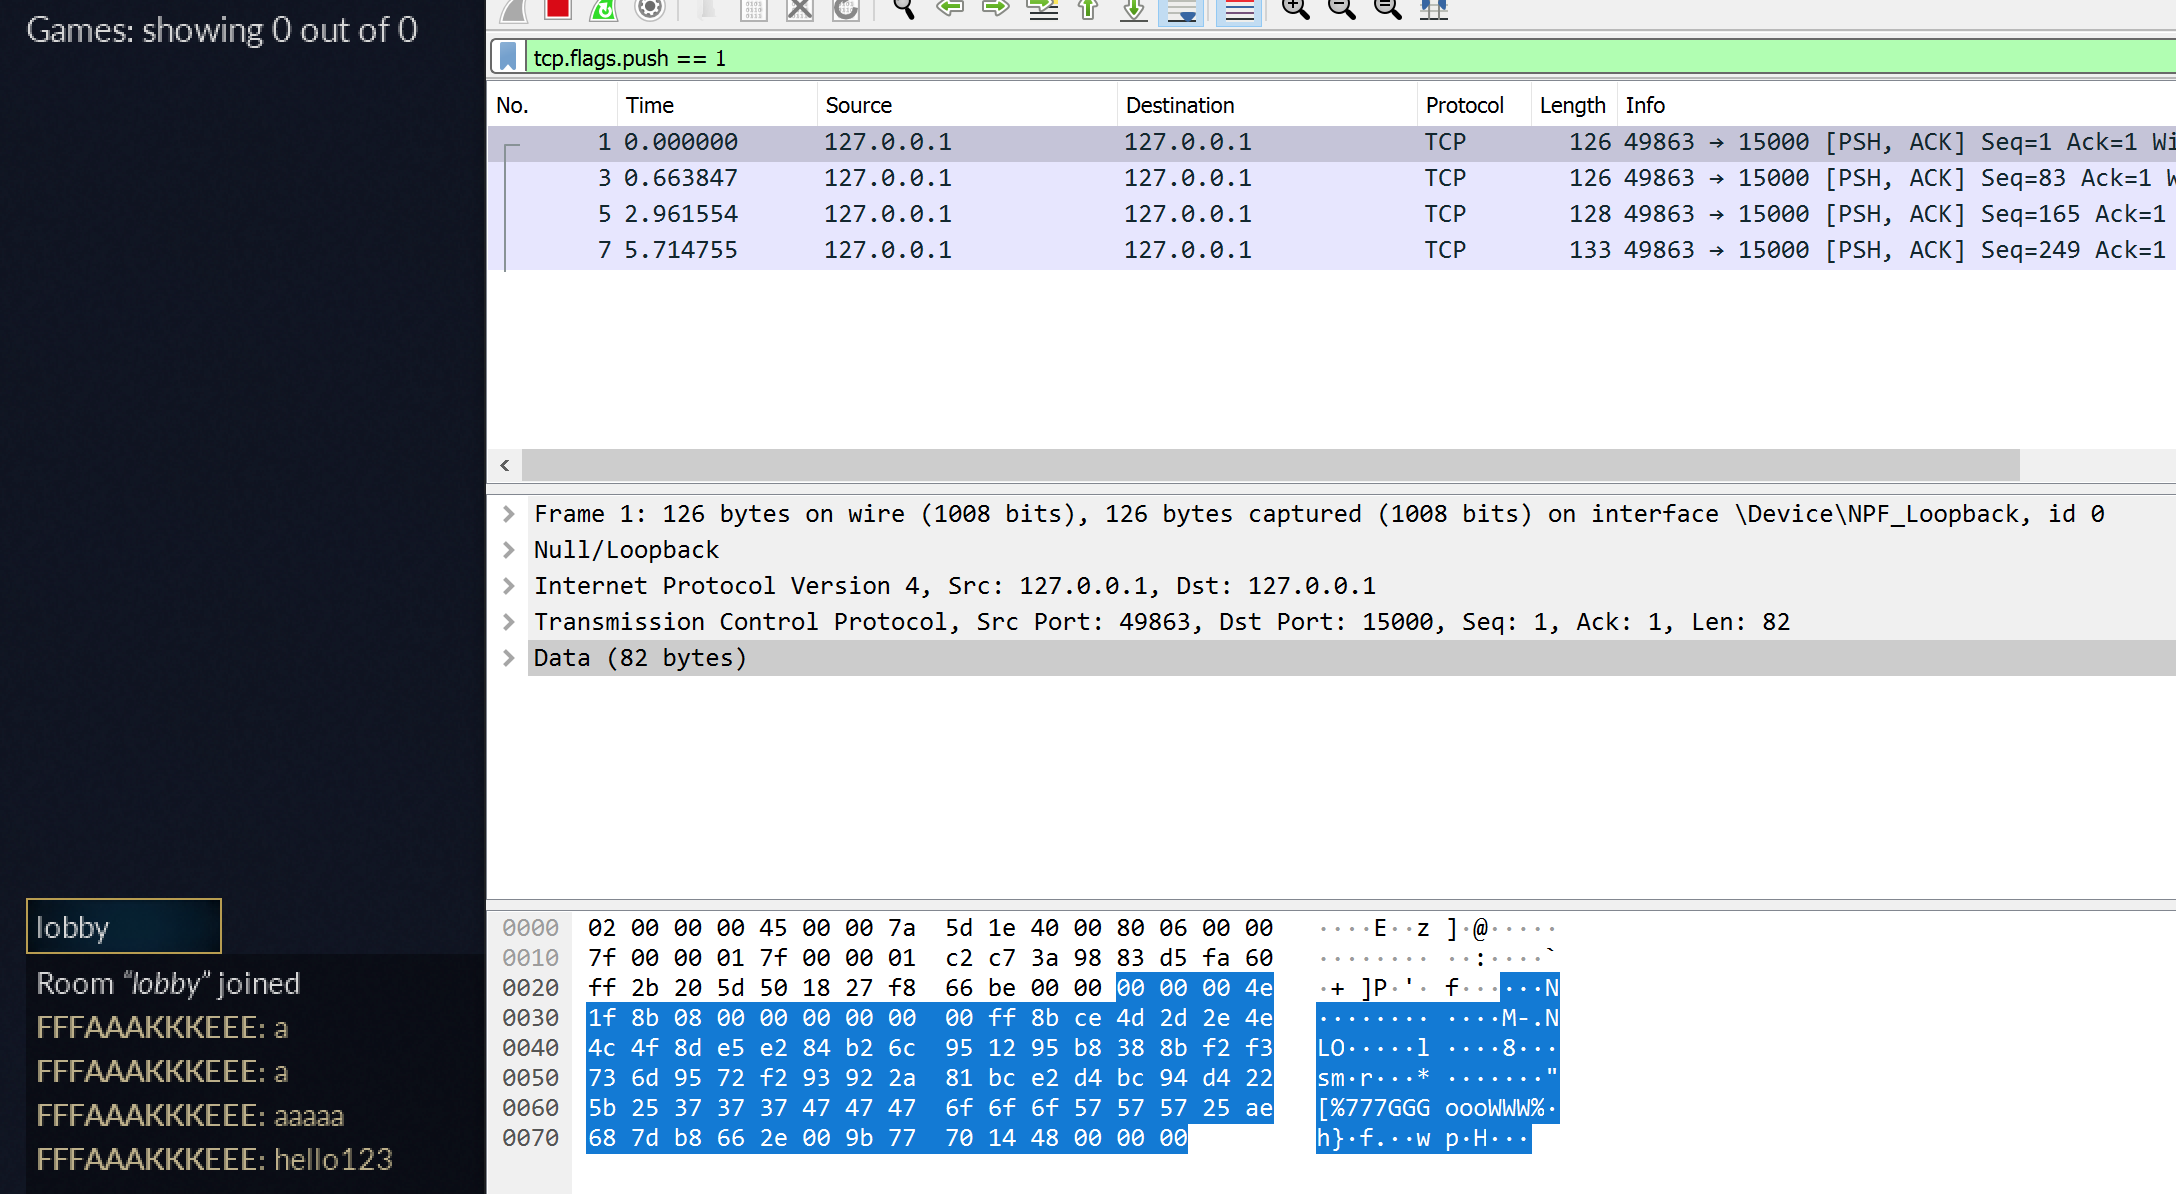 Games: showing 0 out of 0
lobby
Room “lobby” joined
FFFAAAKKKEEE: a
FFFAAAKKKEEE: a
FFFAAAKKKEEE: aaaaa
FFFAAAKKKEEE: hello123
tcp.flags.push == 1
No. Time Source Destination Protocol Length Info
1 0.000000 127.0.0.1 127.0.0.1 TCP 126 49863 → 15000 [PSH, ACK] Seq=1 Ack=1 Wi
3 0.663847 127.0.0.1 127.0.0.1 TCP 126 49863 → 15000 [PSH, ACK] Seq=83 Ack=1 W
5 2.961554 127.0.0.1 127.0.0.1 TCP 128 49863 → 15000 [PSH, ACK] Seq=165 Ack=1
7 5.714755 127.0.0.1 127.0.0.1 TCP 133 49863 → 15000 [PSH, ACK] Seq=249 Ack=1
Frame 1: 126 bytes on wire (1008 bits), 126 bytes captured (1008 bits) on interface \Device\NPF_Loopback, id 0
Null/Loopback
Internet Protocol Version 4, Src: 127.0.0.1, Dst: 127.0.0.1
Transmission Control Protocol, Src Port: 49863, Dst Port: 15000, Seq: 1, Ack: 1, Len: 82
Data (82 bytes)
0000 02 00 00 00 45 00 00 7a 5d 1e 40 00 80 06 00 00 ····E··z ]·@·····
0010 7f 00 00 01 7f 00 00 01 c2 c7 3a 98 83 d5 fa 60 ········ ··:····`
0020 ff 2b 20 5d 50 18 27 f8 66 be 00 00 00 00 00 4e ·+ ]P·'· f······N
0030 1f 8b 08 00 00 00 00 00 00 ff 8b ce 4d 2d 2e 4e ········ ····M-.N
0040 4c 4f 8d e5 e2 84 b2 6c 95 12 95 b8 38 8b f2 f3 LO·····l ····8···
0050 73 6d 95 72 f2 93 92 2a 81 bc e2 d4 bc 94 d4 22 sm·r···* ·······"
0060 5b 25 37 37 37 47 47 47 6f 6f 6f 57 57 57 25 ae [%777GGG oooWWW%·
0070 68 7d b8 66 2e 00 9b 77 70 14 48 00 00 00 h}·f.··w p·H···